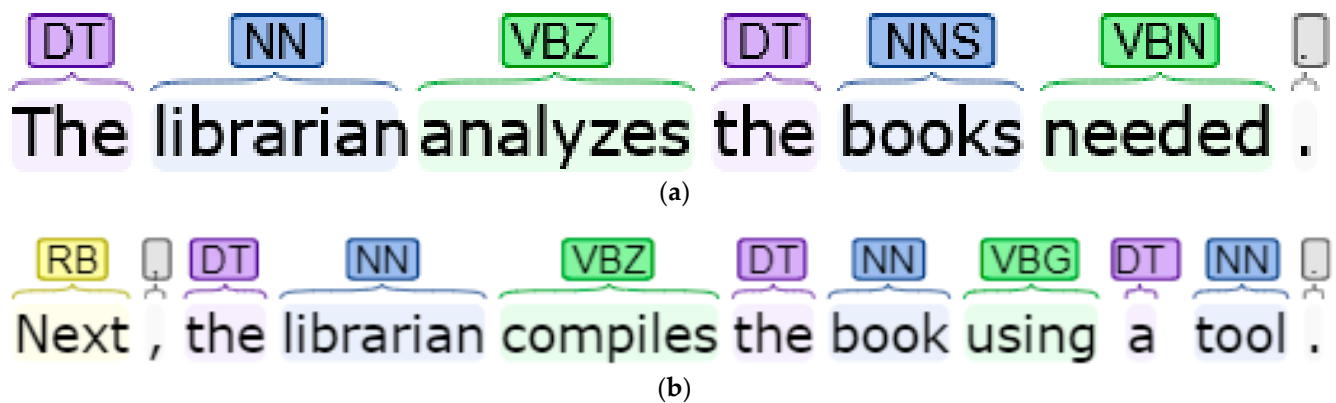 DT NN VBZ DT NNS VBN .
The librarian analyzes the books needed .
(a)
RB , DT NN VBZ DT NN VBG DT NN .
Next , the librarian compiles the book using a tool .
(b)